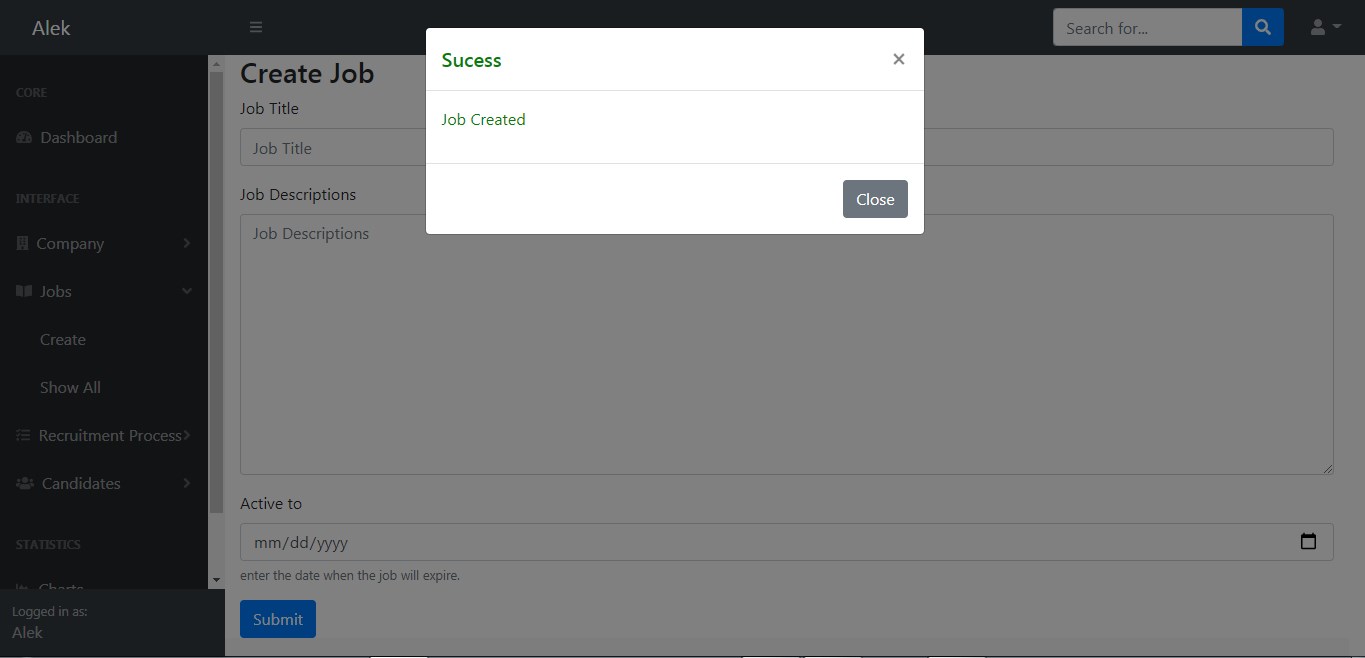 Alek
Search for...
CORE
Dashboard
INTERFACE
Company
Jobs
Create
Show All
Recruitment Process
Candidates
STATISTICS
Charts
Logged in as:
Alek
Create Job
Job Title
Job Title
Job Descriptions
Job Descriptions
Active to
mm/dd/yyyy
enter the date when the job will expire.
Submit
Sucess
×
Job Created
Close